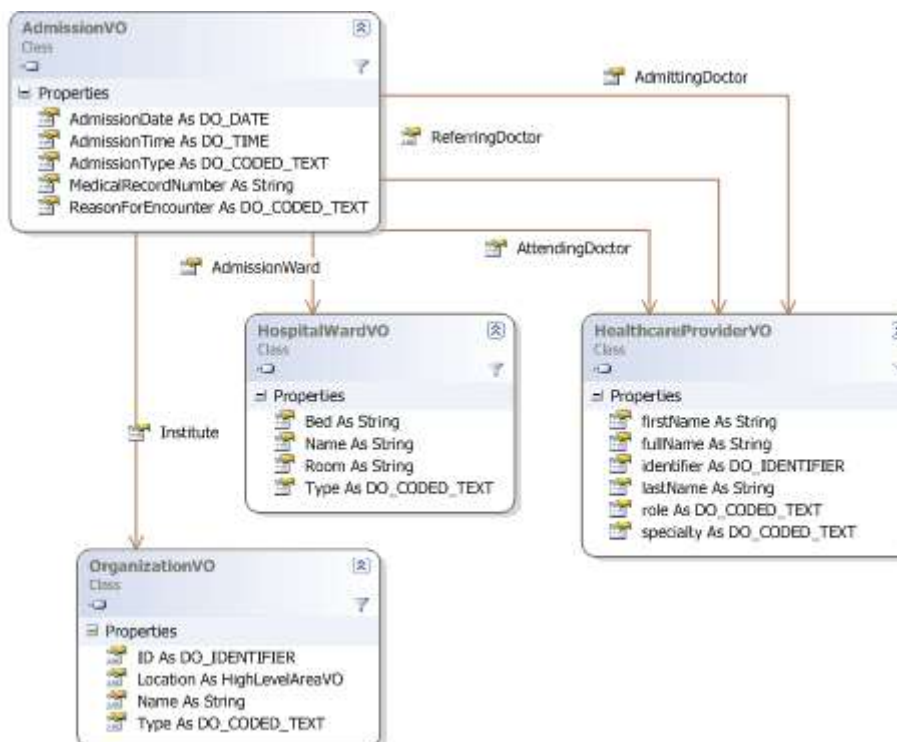 AdmissionVO
Class
Properties
AdmissionDate As DO_DATE
AdmissionTime As DO_TIME
AdmissionType As DO_CODED_TEXT
MedicalRecordNumber As String
ReasonForEncounter As DO_CODED_TEXT
AdmittingDoctor
ReferringDoctor
AttendingDoctor
AdmissionWard
Institute
HospitalWardVO
Class
Properties
Bed As String
Name As String
Room As String
Type As DO_CODED_TEXT
HealthcareProviderVO
Class
Properties
firstName As String
fullName As String
identifier As DO_IDENTIFIER
lastName As String
role As DO_CODED_TEXT
specialty As DO_CODED_TEXT
OrganizationVO
Class
Properties
ID As DO_IDENTIFIER
Location As HighLevelAreaVO
Name As String
Type As DO_CODED_TEXT